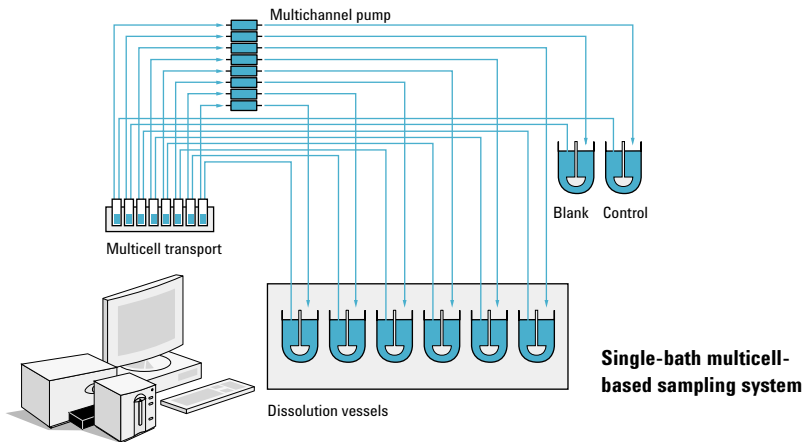 Multichannel pump
Blank
Control
Multicell transport
Single-bath multicell-
based sampling system
Dissolution vessels